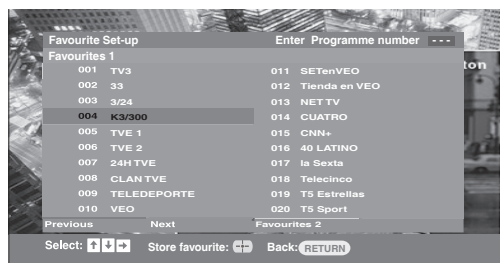 Favourite Set-up Enter Programme number ---
Favourites 1
001 TV3 011 SETenVEO
002 33 012 Tienda en VEO
003 3/24 013 NET TV
004 K3/300 014 CUATRO
005 TVE 1 015 CNN+
006 TVE 2 016 40 LATINO
007 24H TVE 017 la Sexta
008 CLAN TVE 018 Telecinco
009 TELEDEPORTE 019 T5 Estrellas
010 VEO 020 T5 Sport
Previous Next Favourites 2
Select: ↑ ↓ → Store favourite: Back: RETURN
ton